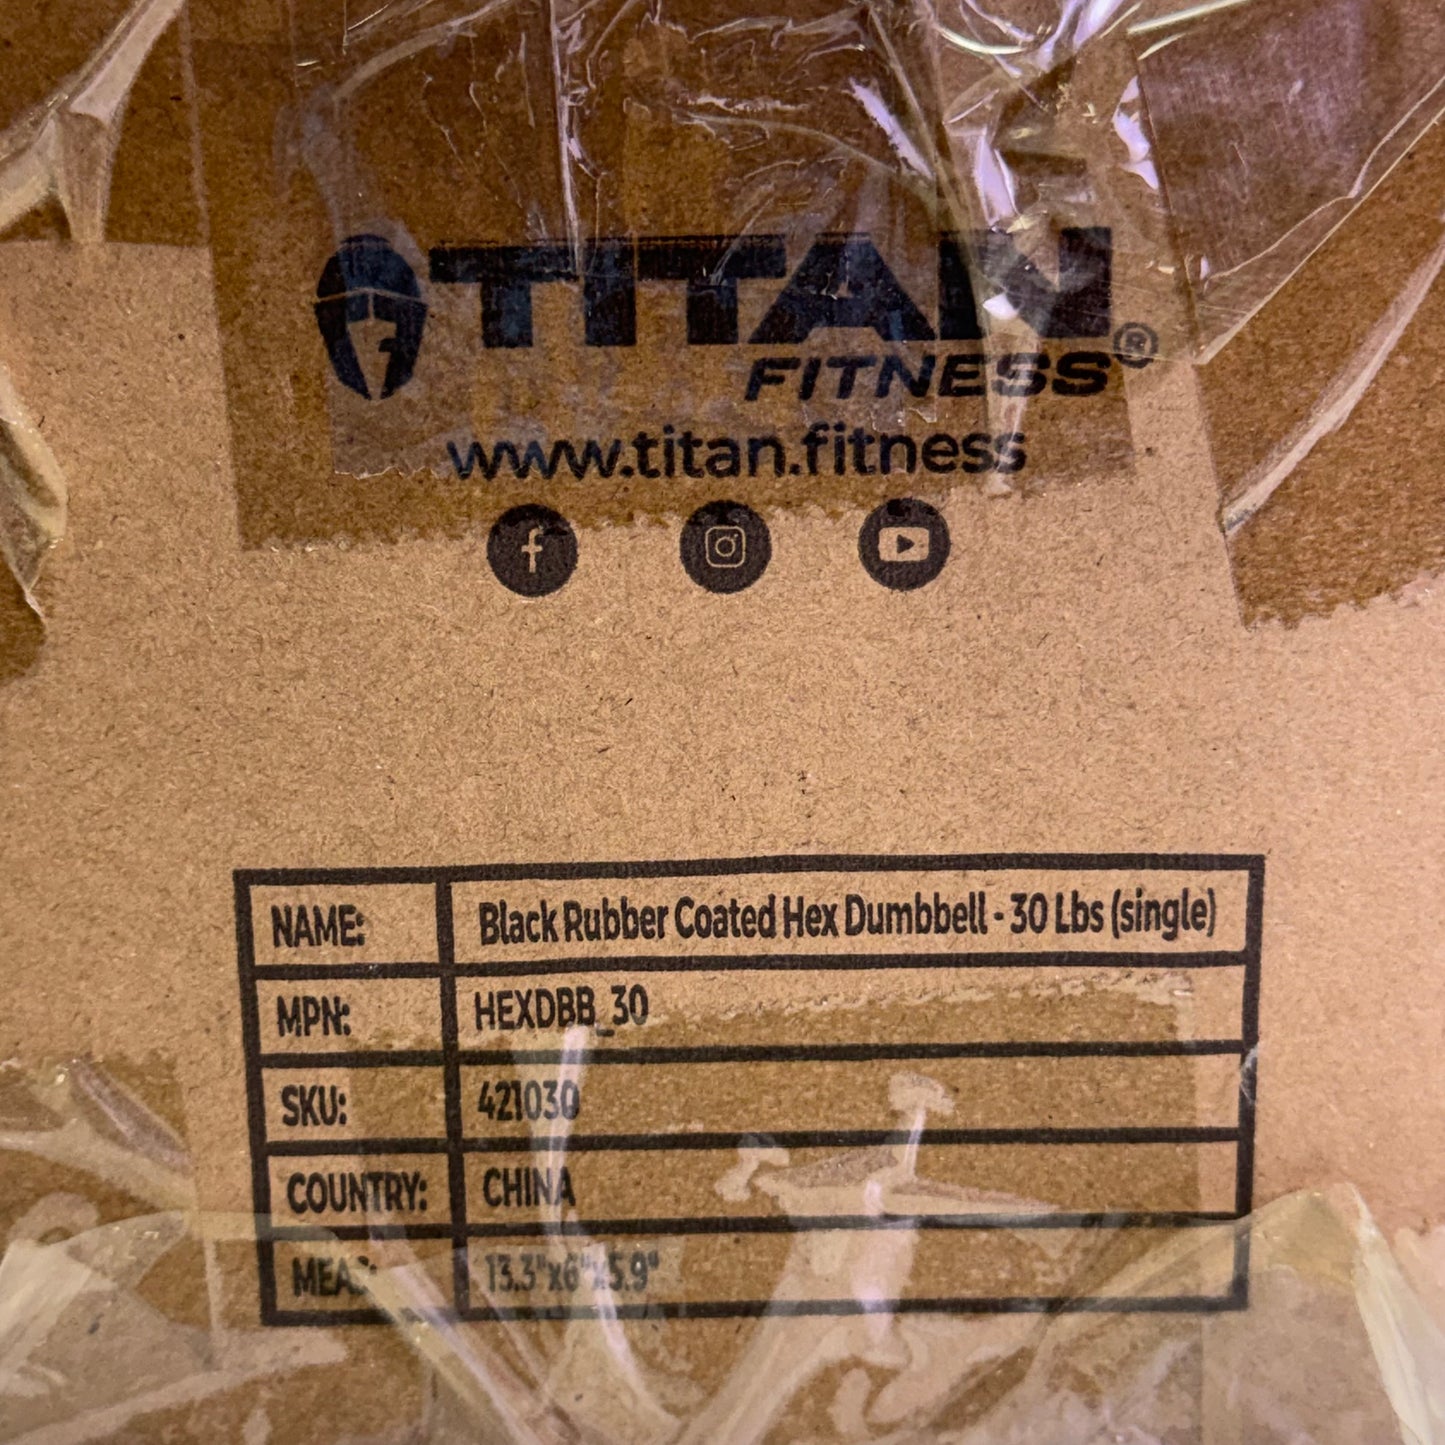 TITAN®
FITNESS
www.titan.fitness
NAME: Black Rubber Coated Hex Dumbbell - 30 Lbs (single)
MPN: HEXDBB_30
SKU: 421030
COUNTRY: CHINA
MEAS: 13.3"x6"x5.9"